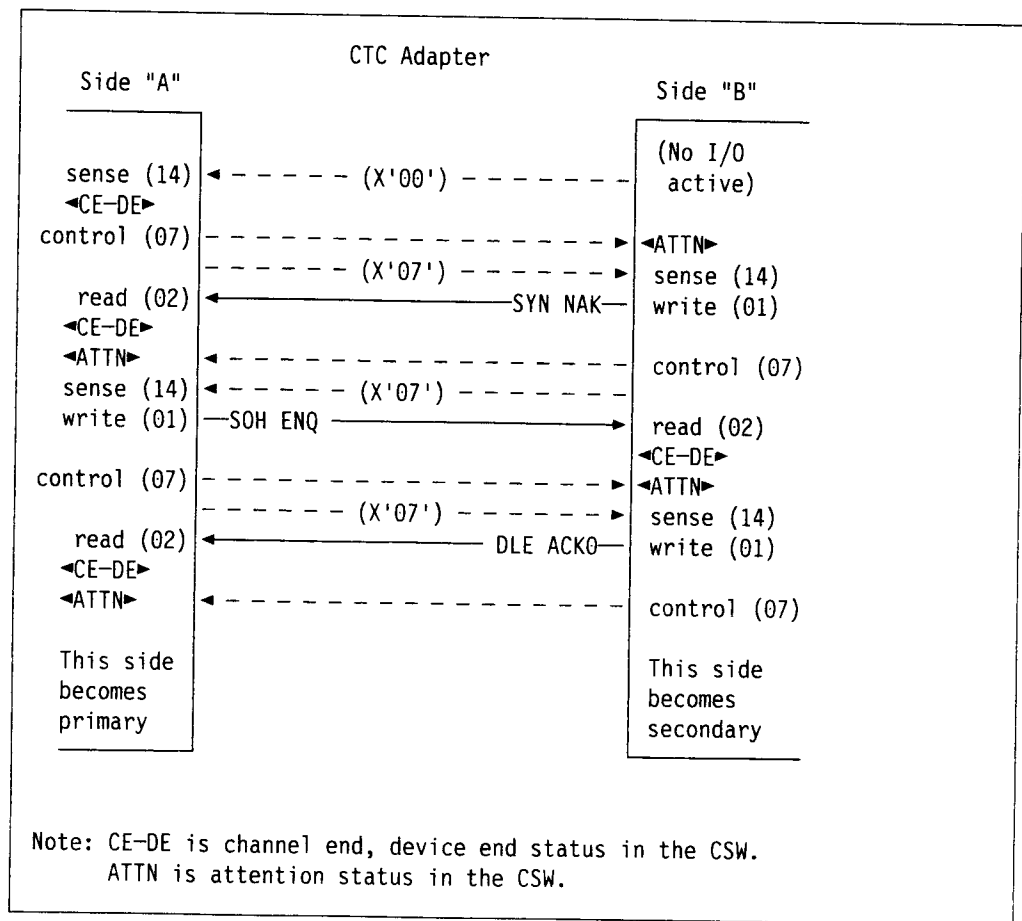 CTC Adapter
Side "A" Side "B"
(No I/O
sense (14) (X'00') active)
◄CE—DE►
control (07) ◄ATTN►
(X'07') sense (14)
read (02) SYN NAK write (01)
◄CE—DE►
◄ATTN► control (07)
sense (14) (X'07')
write (01) SOH ENQ read (02)
◄CE—DE►
control (07) ◄ATTN►
(X'07') sense (14)
read (02) DLE ACK0 write (01)
◄CE—DE►
◄ATTN► control (07)
This side This side
becomes becomes
primary secondary
Note: CE—DE is channel end, device end status in the CSW.
ATTN is attention status in the CSW.